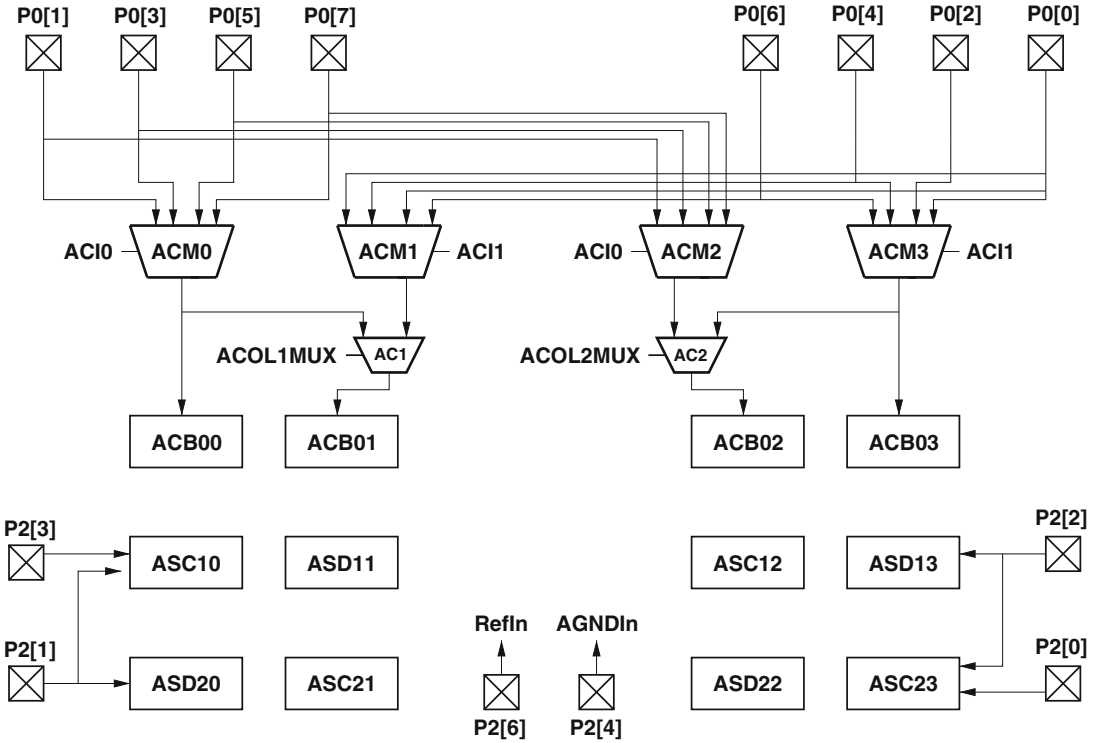 P0[1] P0[3] P0[5] P0[7] P0[6] P0[4] P0[2] P0[0]
ACI0 ACM0 ACM1 ACI1 ACI0 ACM2 ACM3 ACI1
ACOL1MUX AC1 ACOL2MUX AC2
ACB00 ACB01 ACB02 ACB03
P2[3] P2[2]
ASC10 ASD11 ASC12 ASD13
RefIn AGNDIn
P2[1] P2[0]
ASD20 ASC21 ASD22 ASC23
P2[6] P2[4]